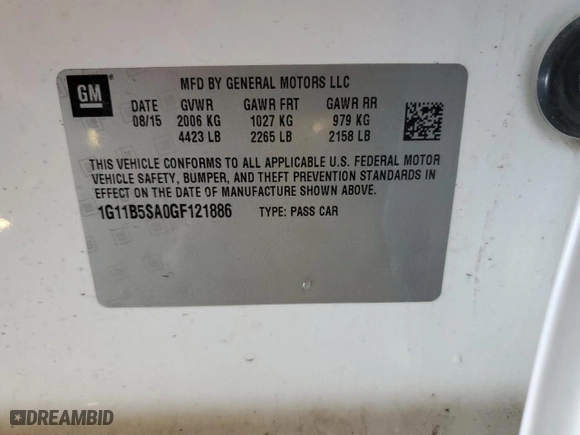 GM
MFD BY GENERAL MOTORS LLC
DATE GVWR GAWR FRT GAWR RR
08/15 2006 KG 1027 KG 979 KG
4423 LB 2265 LB 2158 LB
THIS VEHICLE CONFORMS TO ALL APPLICABLE U.S. FEDERAL MOTOR
VEHICLE SAFETY, BUMPER, AND THEFT PREVENTION STANDARDS IN
EFFECT ON THE DATE OF MANUFACTURE SHOWN ABOVE.
1G11B5SA0GF121886 TYPE: PASS CAR
DREAMBID